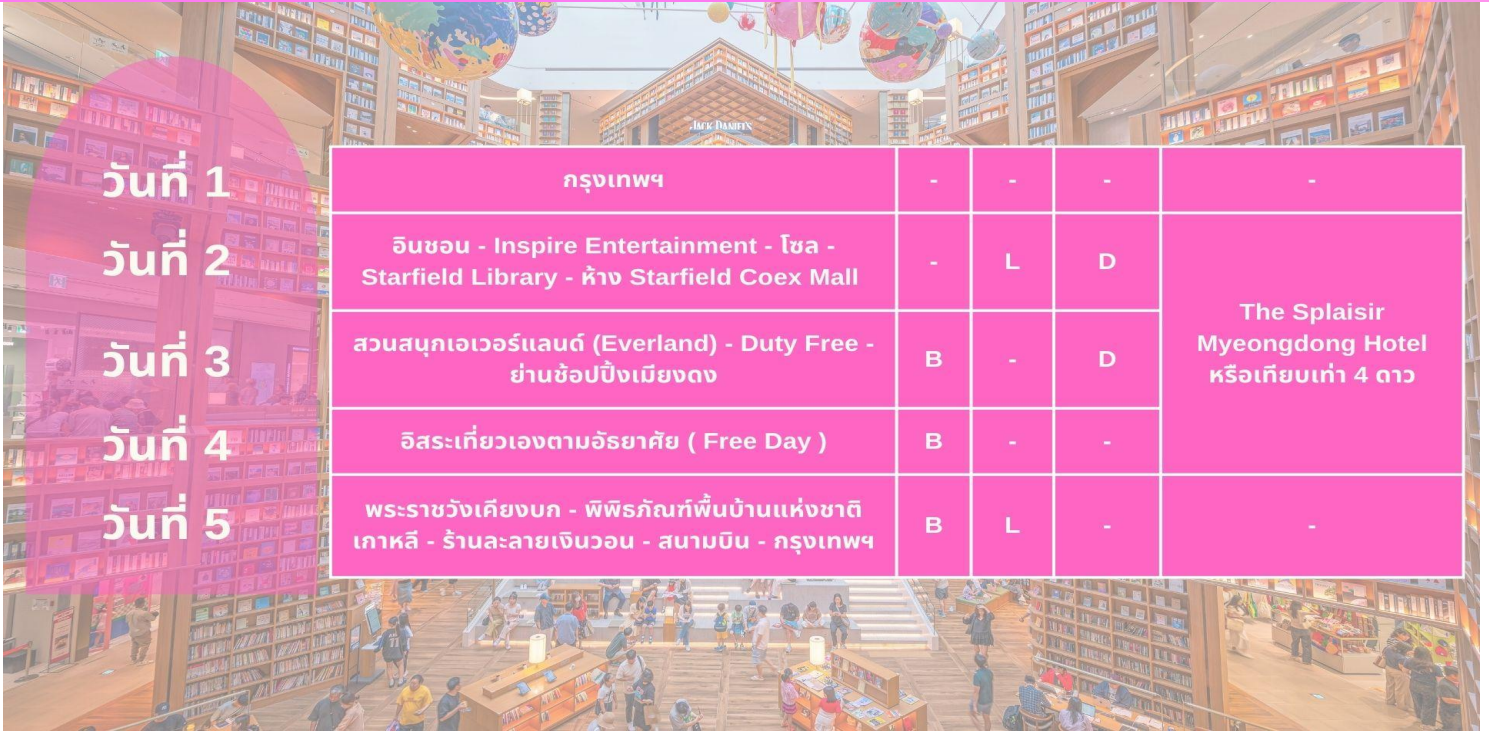 JACK DANIEL'S
วันที่ 1
กรุงเทพฯ
-
-
-
-
วันที่ 2
อินชอน - Inspire Entertainment - โซล -
Starfield Library - ห้าง Starfield Coex Mall
-
L
D
The Splaisir
Myeongdong Hotel
หรือเทียบเท่า 4 ดาว
วันที่ 3
สวนสนุกเอเวอร์แลนด์ (Everland) - Duty Free -
ย่านช้อปปิ้งเมียงดง
B
-
D
วันที่ 4
อิสระเที่ยวเองตามอัธยาศัย ( Free Day )
B
-
-
วันที่ 5
พระราชวังเคียงบก - พิพิธภัณฑ์พื้นบ้านแห่งชาติ
เกาหลี - ร้านละลายเงินวอน - สนามบิน - กรุงเทพฯ
B
L
-
-